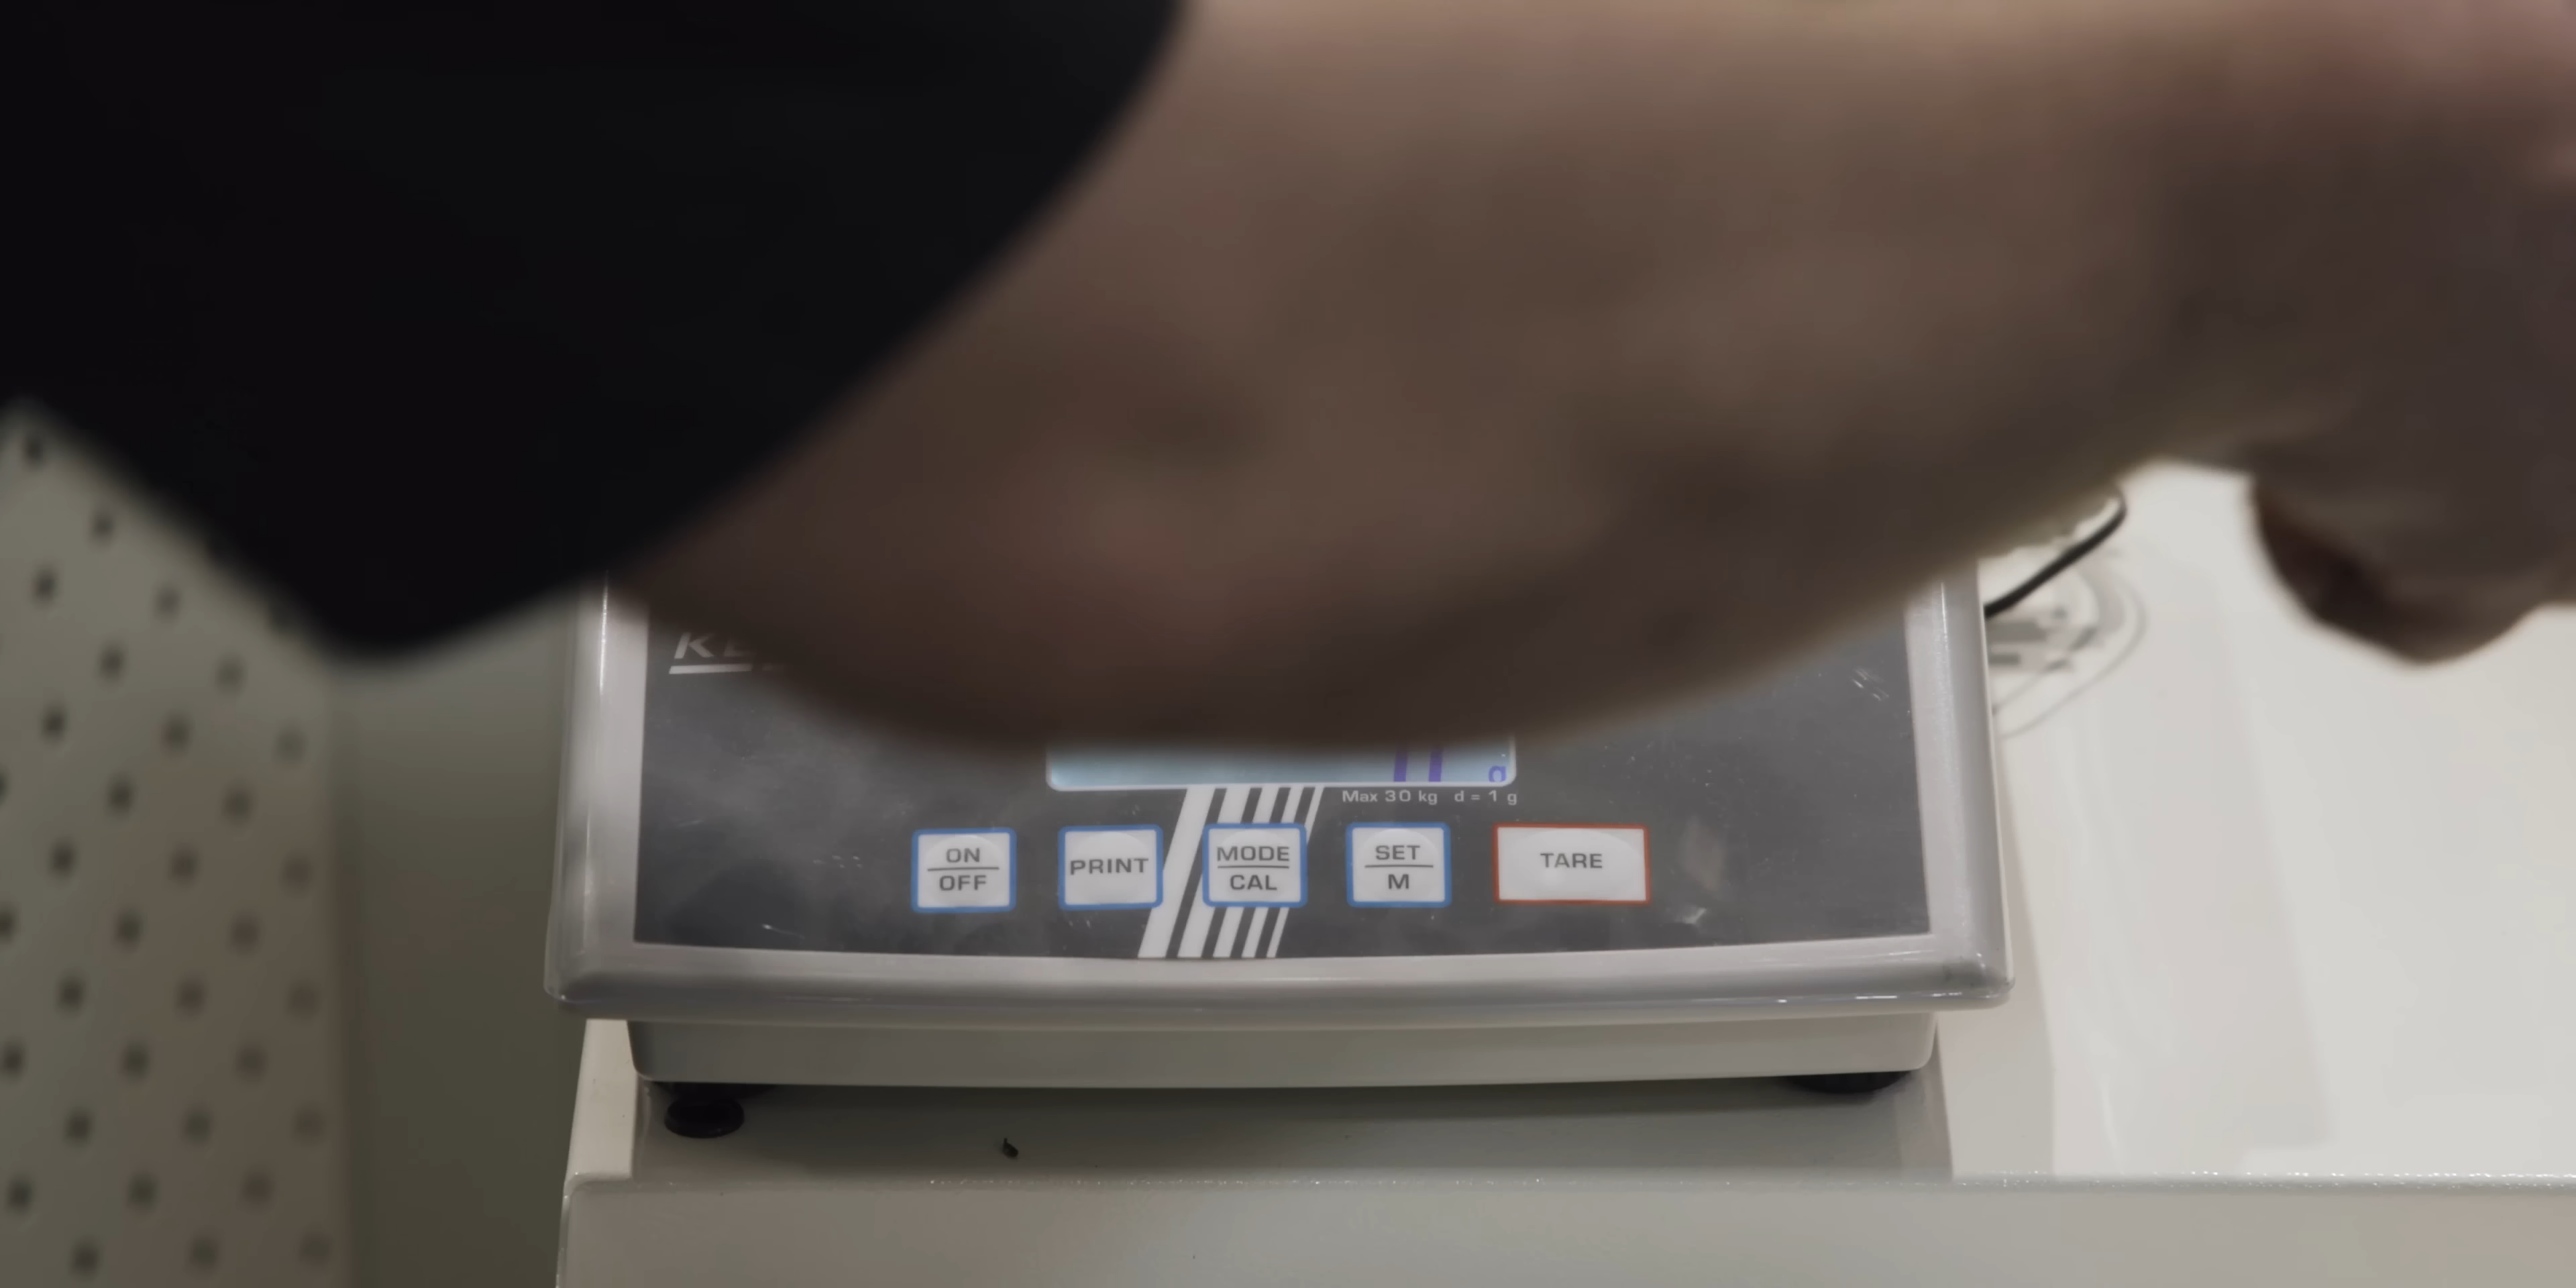 g
Max 30 kg d = 1 g
ON
OFF
PRINT
MODE
CAL
SET
M
TARE